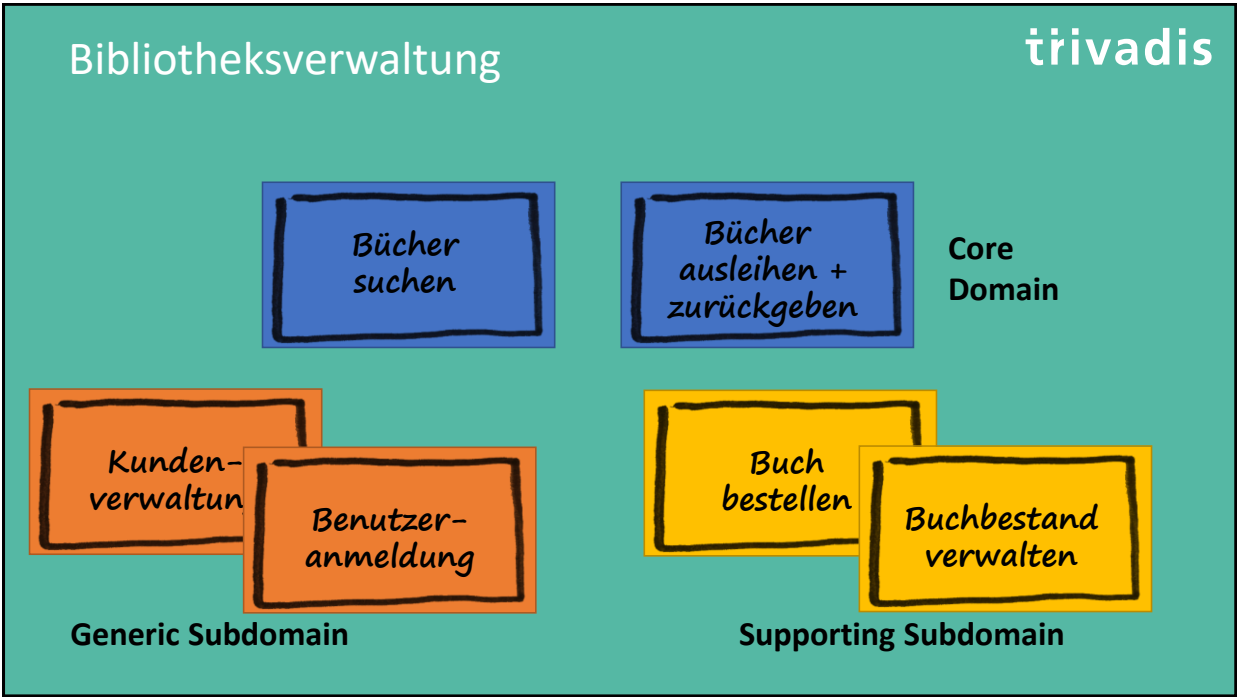 Bibliotheksverwaltung
trivadis
Bücher
suchen
Bücher
ausleihen +
zurückgeben
Core
Domain
Kunden-
verwaltun
Benutzer-
anmeldung
Buch
bestellen
Buchbestand
verwalten
Generic Subdomain
Supporting Subdomain